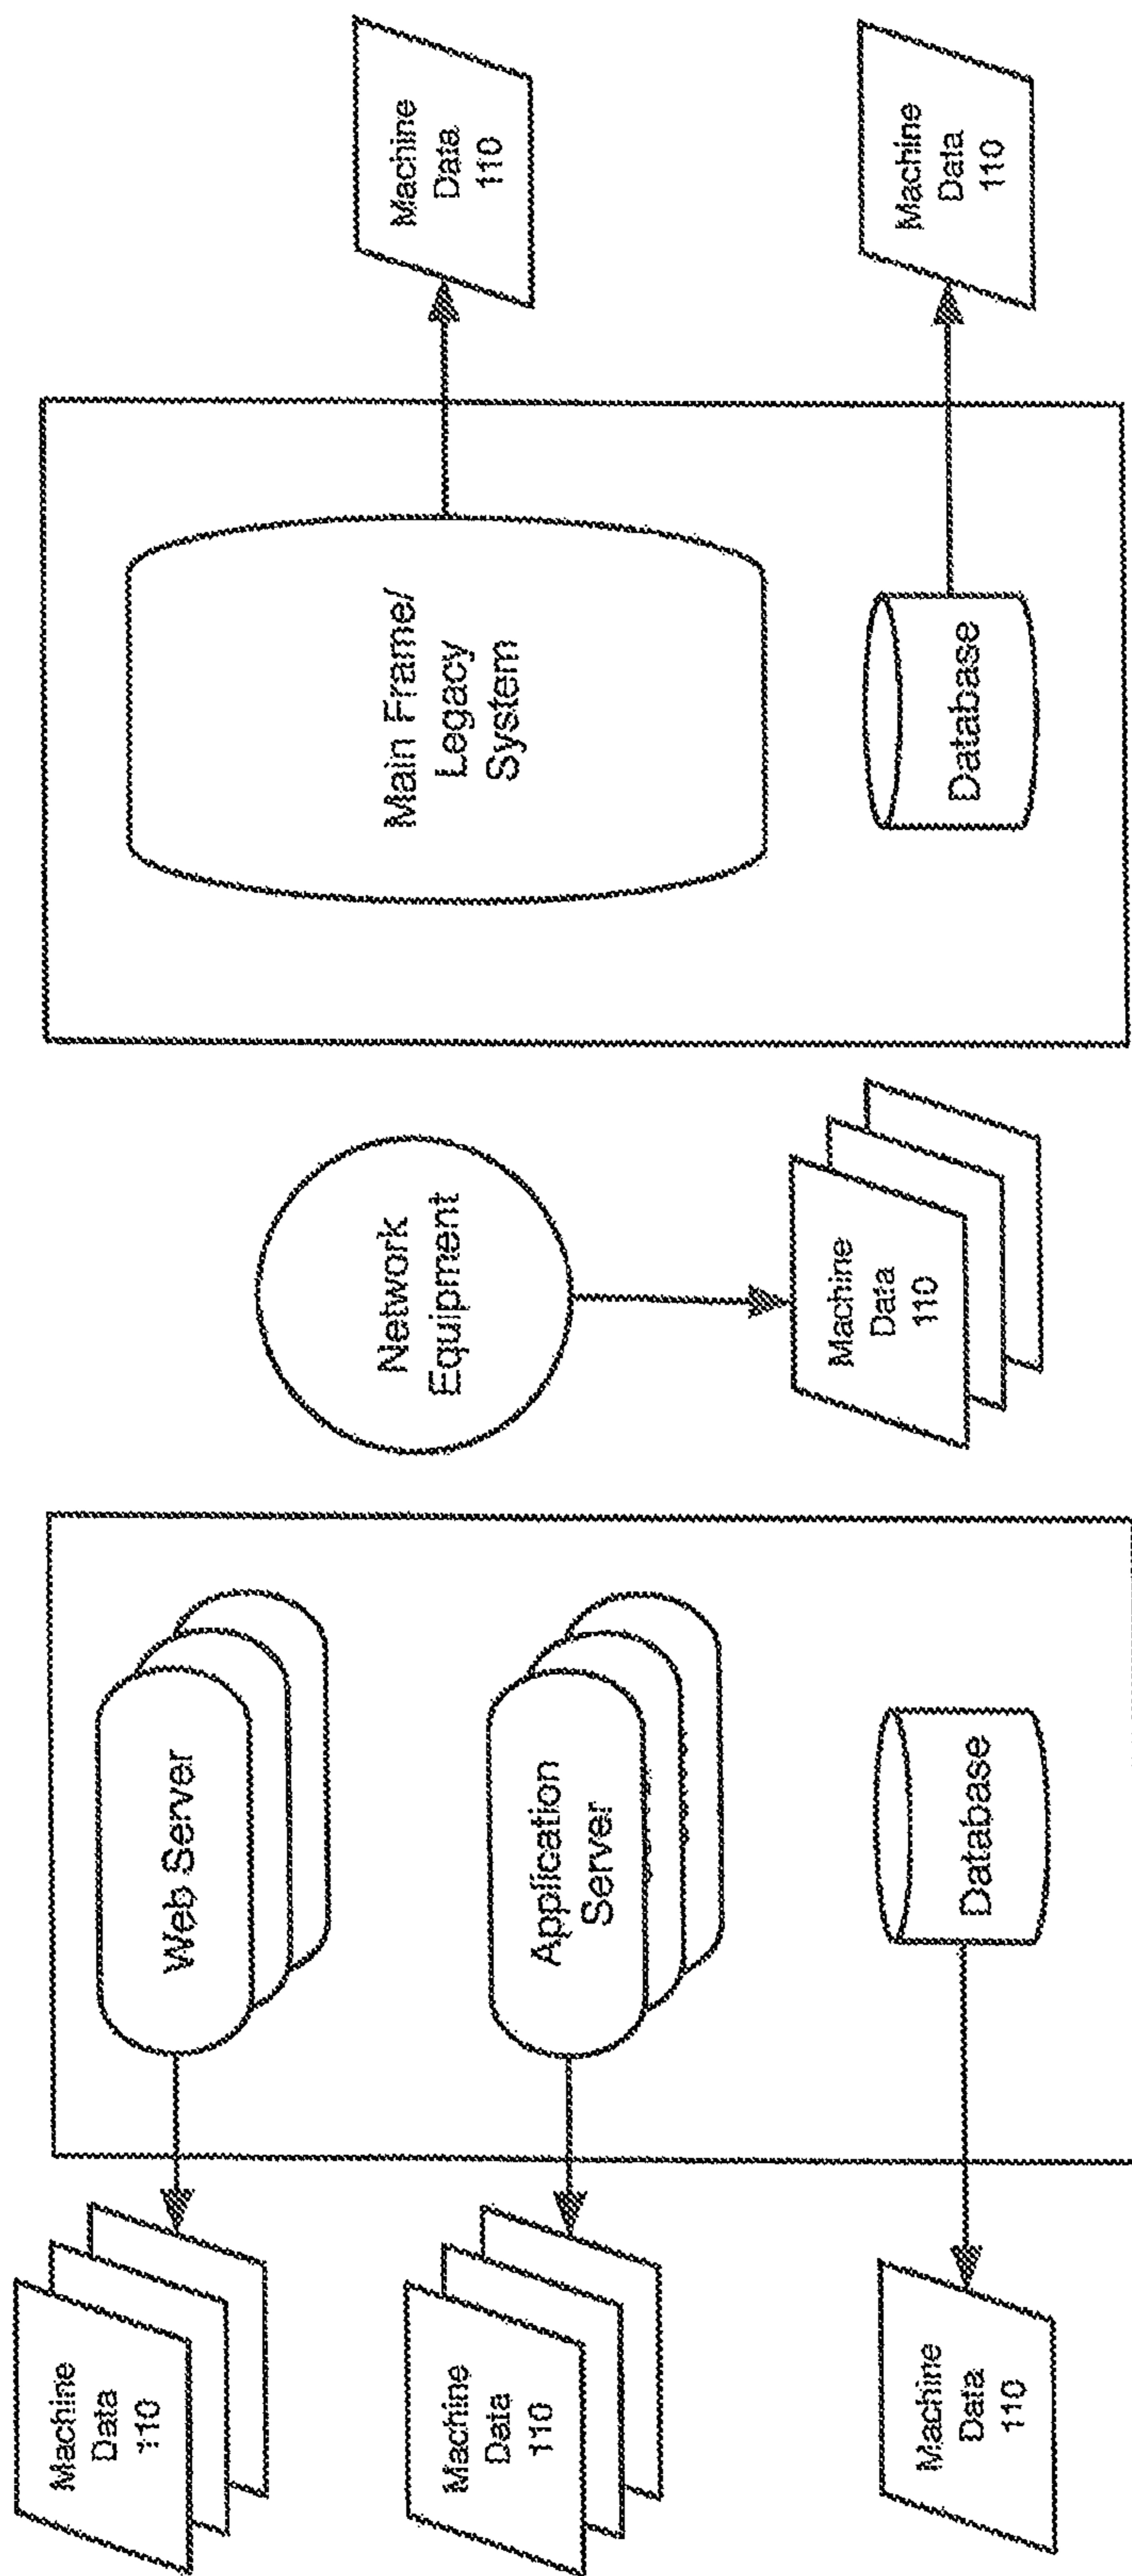 Machine
Data
110
Web Server
Machine
Data
110
Application
Server
Machine
Data
110
Database
Network
Equipment
Machine
Data
110
Main Frame/
Legacy
System
Machine
Data
110
Database
Machine
Data
110